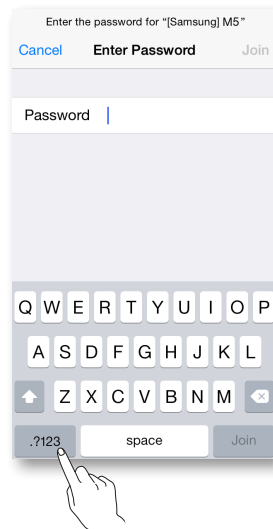 Enter the password for “[Samsung] M5”
Cancel Enter Password Join
Password
Q W E R T Y U I O P
A S D F G H J K L
Z X C V B N M
.?123 space Join